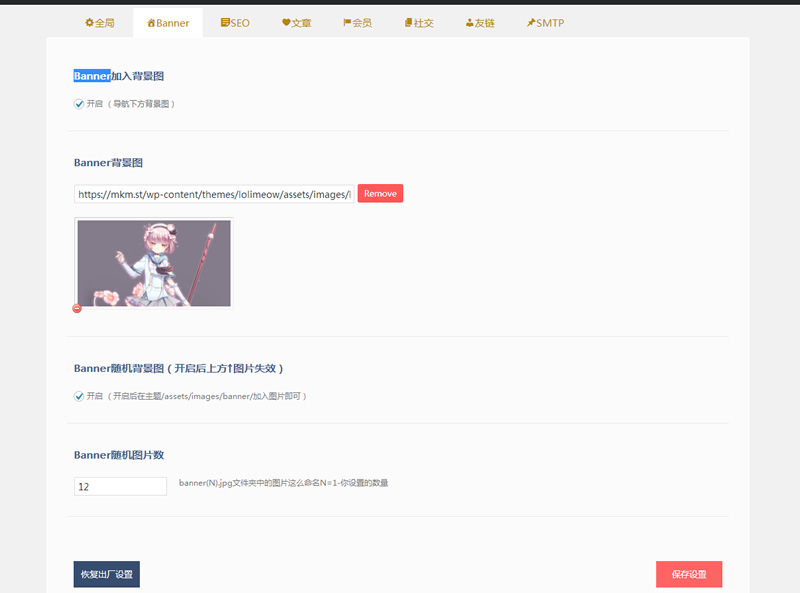 全局
Banner
SEO
文章
会员
社交
友链
SMTP
Banner加入背景图
开启（导航下方背景图）
Banner背景图
https://mkm.st/wp-content/themes/lolimeow/assets/images/l
Remove
Banner随机背景图（开启后上方↑图片失效）
开启（开启后在主题/assets/images/banner/加入图片即可）
Banner随机图片数
12
banner(N).jpg文件夹中的图片这么命名N=1-你设置的数量
恢复出厂设置
保存设置